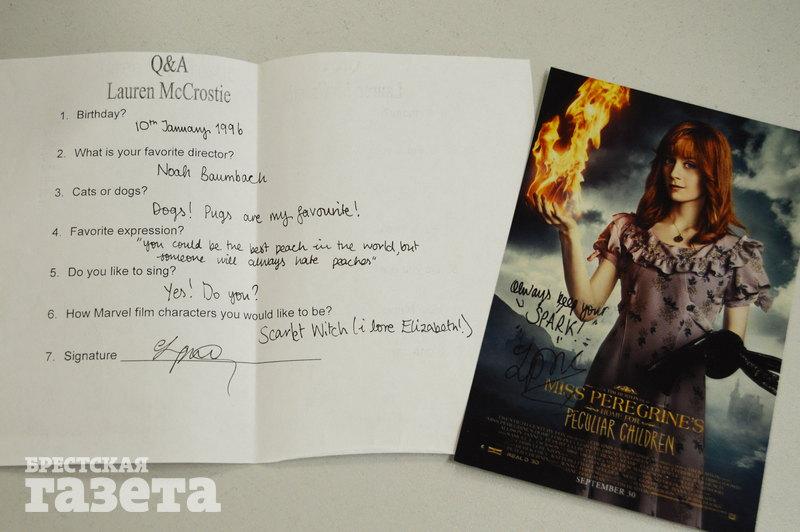 Q&A
Lauren McCrostie
1. Birthday?
10th January 1996
2. What is your favorite director?
Noah Baumbach
3. Cats or dogs?
Dogs! Pugs are my favourite!
4. Favorite expression?
"you could be the best peach in the world, but
someone will always hate peaches"
5. Do you like to sing?
Yes! Do you?
6. How Marvel film characters you would like to be?
Scarlet Witch (i love Elizabeth!)
7. Signature
always keep your
"SPARK!"
MISS PEREGRINE'S
HOME FOR
PECULIAR CHILDREN
REAL D 3D
SEPTEMBER 30
БРЕСТСКАЯ
газета